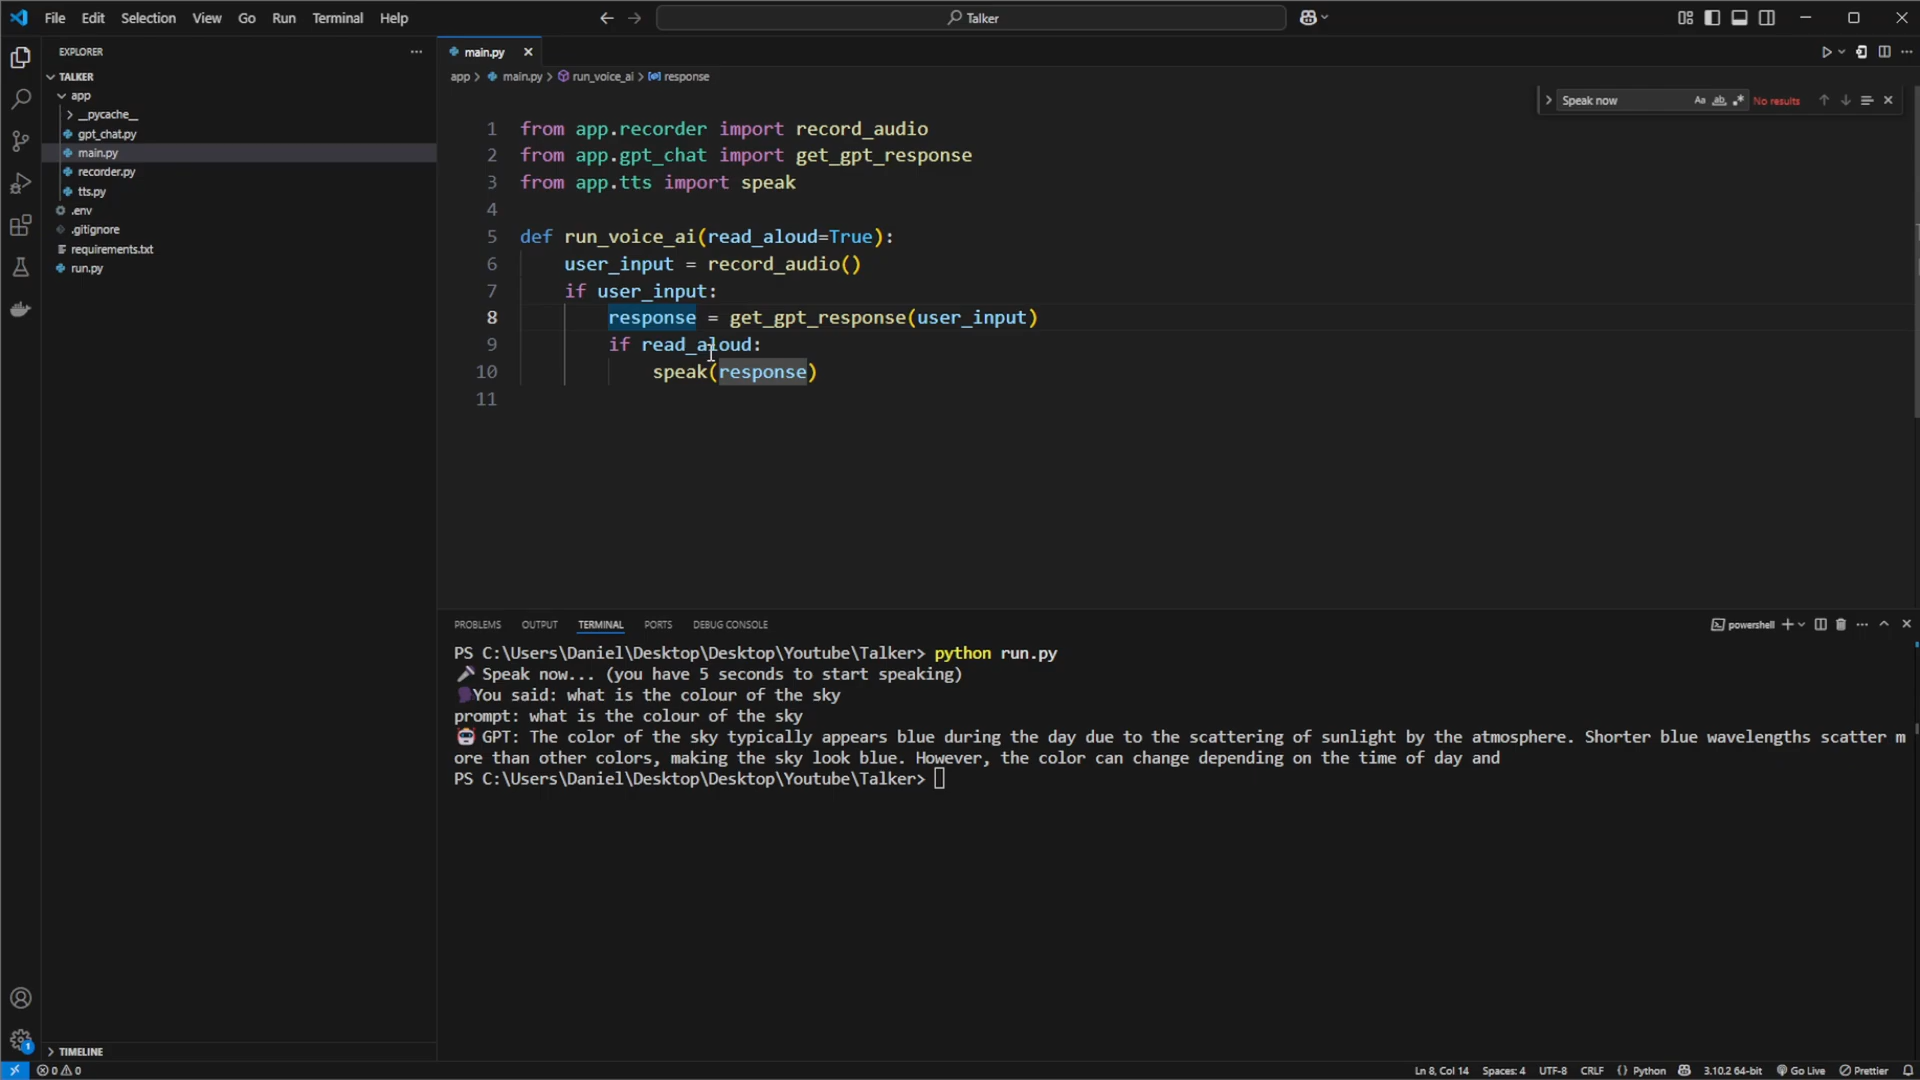 File Edit Selection View Go Run Terminal Help
Talker
EXPLORER
TALKER
app
__pycache__
gpt_chat.py
main.py
recorder.py
tts.py
.env
.gitignore
requirements.txt
run.py
TIMELINE
main.py
app > main.py > run_voice_ai > response
Speak now
Aa ab No results
1 from app.recorder import record_audio
2 from app.gpt_chat import get_gpt_response
3 from app.tts import speak
4
5 def run_voice_ai(read_aloud=True):
6 user_input = record_audio()
7 if user_input:
8 response = get_gpt_response(user_input)
9 if read_aloud:
10 speak(response)
11
PROBLEMS OUTPUT TERMINAL PORTS DEBUG CONSOLE
powershell
PS C:\Users\Daniel\Desktop\Desktop\Youtube\Talker> python run.py
🎤 Speak now... (you have 5 seconds to start speaking)
🗣You said: what is the colour of the sky
prompt: what is the colour of the sky
🤖 GPT: The color of the sky typically appears blue during the day due to the scattering of sunlight by the atmosphere. Shorter blue wavelengths scatter m
ore than other colors, making the sky look blue. However, the color can change depending on the time of day and
PS C:\Users\Daniel\Desktop\Desktop\Youtube\Talker>
1
0 0
Ln 8, Col 14 Spaces: 4 UTF-8 CRLF {} Python 3.10.2 64-bit Go Live Prettier